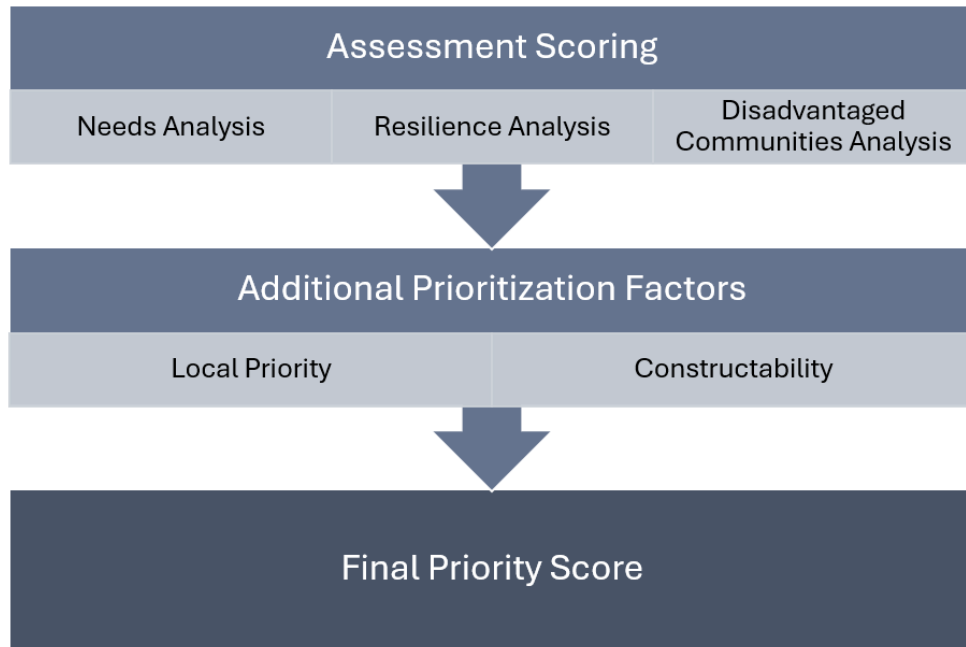 Assessment Scoring
Needs Analysis
Resilience Analysis
Disadvantaged
Communities Analysis
Additional Prioritization Factors
Local Priority
Constructability
Final Priority Score